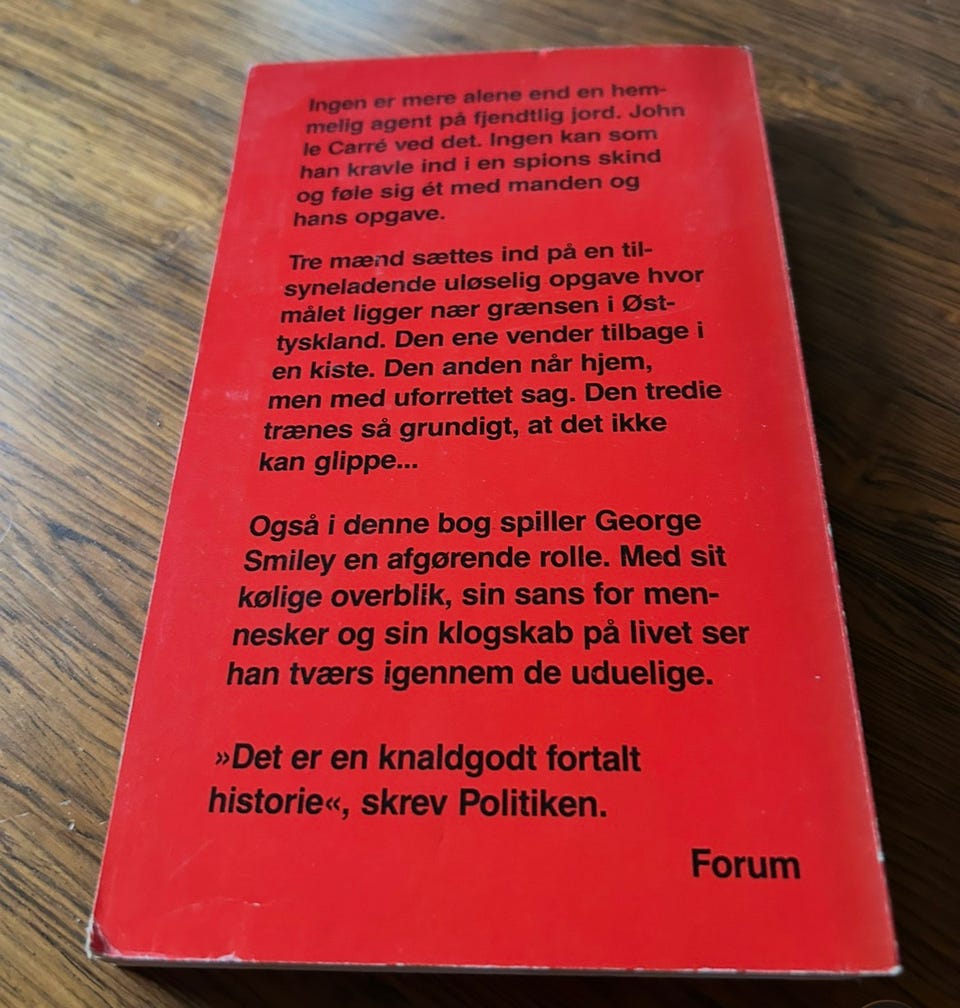 Ingen er mere alene end en hem-
melig agent på fjendtlig jord. John
le Carré ved det. Ingen kan som
han kravle ind i en spions skind
og føle sig ét med manden og
hans opgave.
Tre mænd sættes ind på en til-
syneladende uløselig opgave hvor
målet ligger nær grænsen i Øst-
tyskland. Den ene vender tilbage i
en kiste. Den anden når hjem,
men med uforrettet sag. Den tredie
trænes så grundigt, at det ikke
kan glippe...
Også i denne bog spiller George
Smiley en afgørende rolle. Med sit
kølige overblik, sin sans for men-
nesker og sin klogskab på livet ser
han tværs igennem de uduelige.
»Det er en knaldgodt fortalt
historie«, skrev Politiken.
Forum